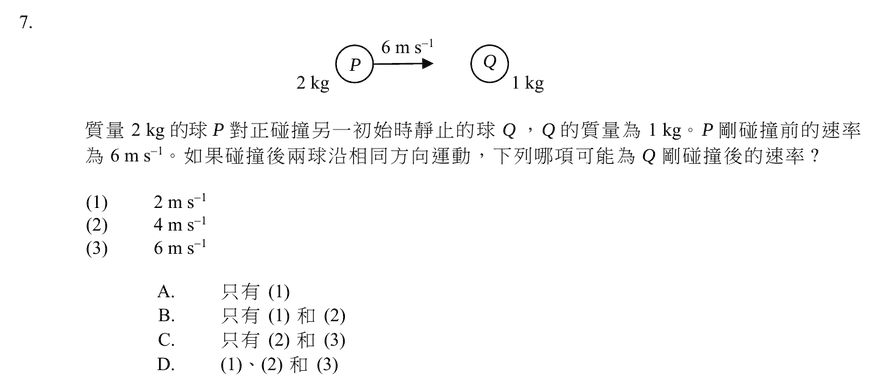 7.
6 m s⁻¹
P
Q
2 kg
1 kg
質量 2 kg 的球 P 對正碰撞另一初始時靜止的球 Q ，Q 的質量為 1 kg。P 剛碰撞前的速率
為 6 m s⁻¹。如果碰撞後兩球沿相同方向運動，下列哪項可能為 Q 剛碰撞後的速率？
(1) 2 m s⁻¹
(2) 4 m s⁻¹
(3) 6 m s⁻¹
A. 只有 (1)
B. 只有 (1) 和 (2)
C. 只有 (2) 和 (3)
D. (1)、(2) 和 (3)